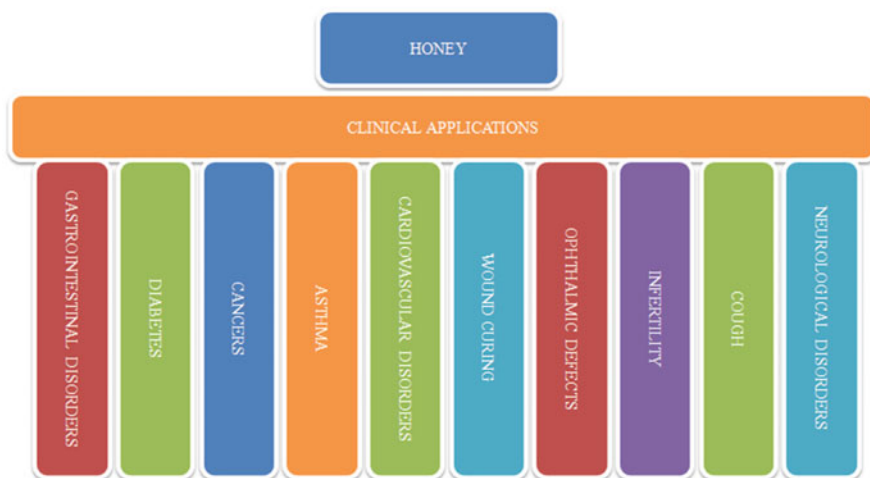 HONEY
CLINICAL APPLICATIONS
GASTROINTESTINAL DISORDERS
DIABETES
CANCERS
ASTHMA
CARDIOVASCULAR DISORDERS
WOUND CURING
OPHTHALMIC DEFECTS
INFERTILITY
COUGH
NEUROLOGICAL DISORDERS